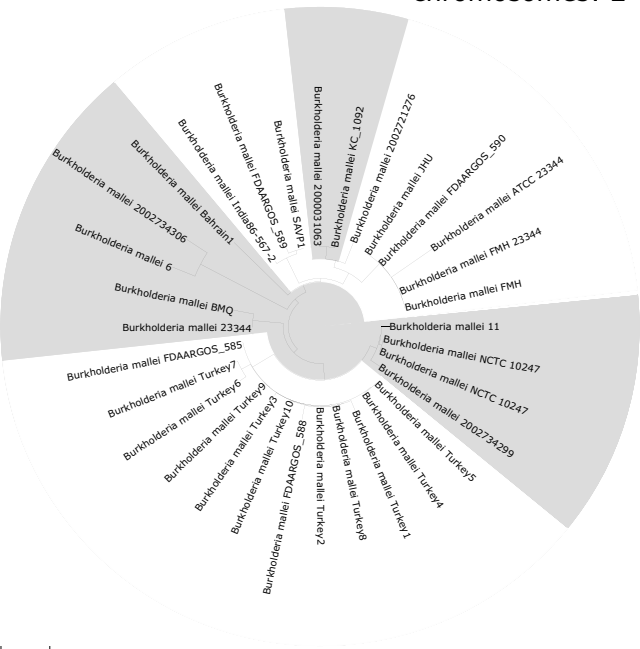 Burkholderia mallei 2000031063
Burkholderia mallei KC_1092
Burkholderia mallei 2002721276
Burkholderia mallei JHU
Burkholderia mallei FDAARGOS_590
Burkholderia mallei ATCC 23344
Burkholderia mallei FMH 23344
Burkholderia mallei FMH
Burkholderia mallei 11
Burkholderia mallei NCTC 10247
Burkholderia mallei NCTC 10247
Burkholderia mallei 2002734299
Burkholderia mallei Turkey5
Burkholderia mallei Turkey4
Burkholderia mallei Turkey1
Burkholderia mallei Turkey8
Burkholderia mallei Turkey2
Burkholderia mallei FDAARGOS_588
Burkholderia mallei Turkey10
Burkholderia mallei Turkey3
Burkholderia mallei Turkey9
Burkholderia mallei Turkey6
Burkholderia mallei Turkey7
Burkholderia mallei FDAARGOS_585
Burkholderia mallei 23344
Burkholderia mallei BMQ
Burkholderia mallei 6
Burkholderia mallei 2002734306
Burkholderia mallei Bahrain1
Burkholderia mallei India86-567-2
Burkholderia mallei FDAARGOS_589
Burkholderia mallei SAVP1